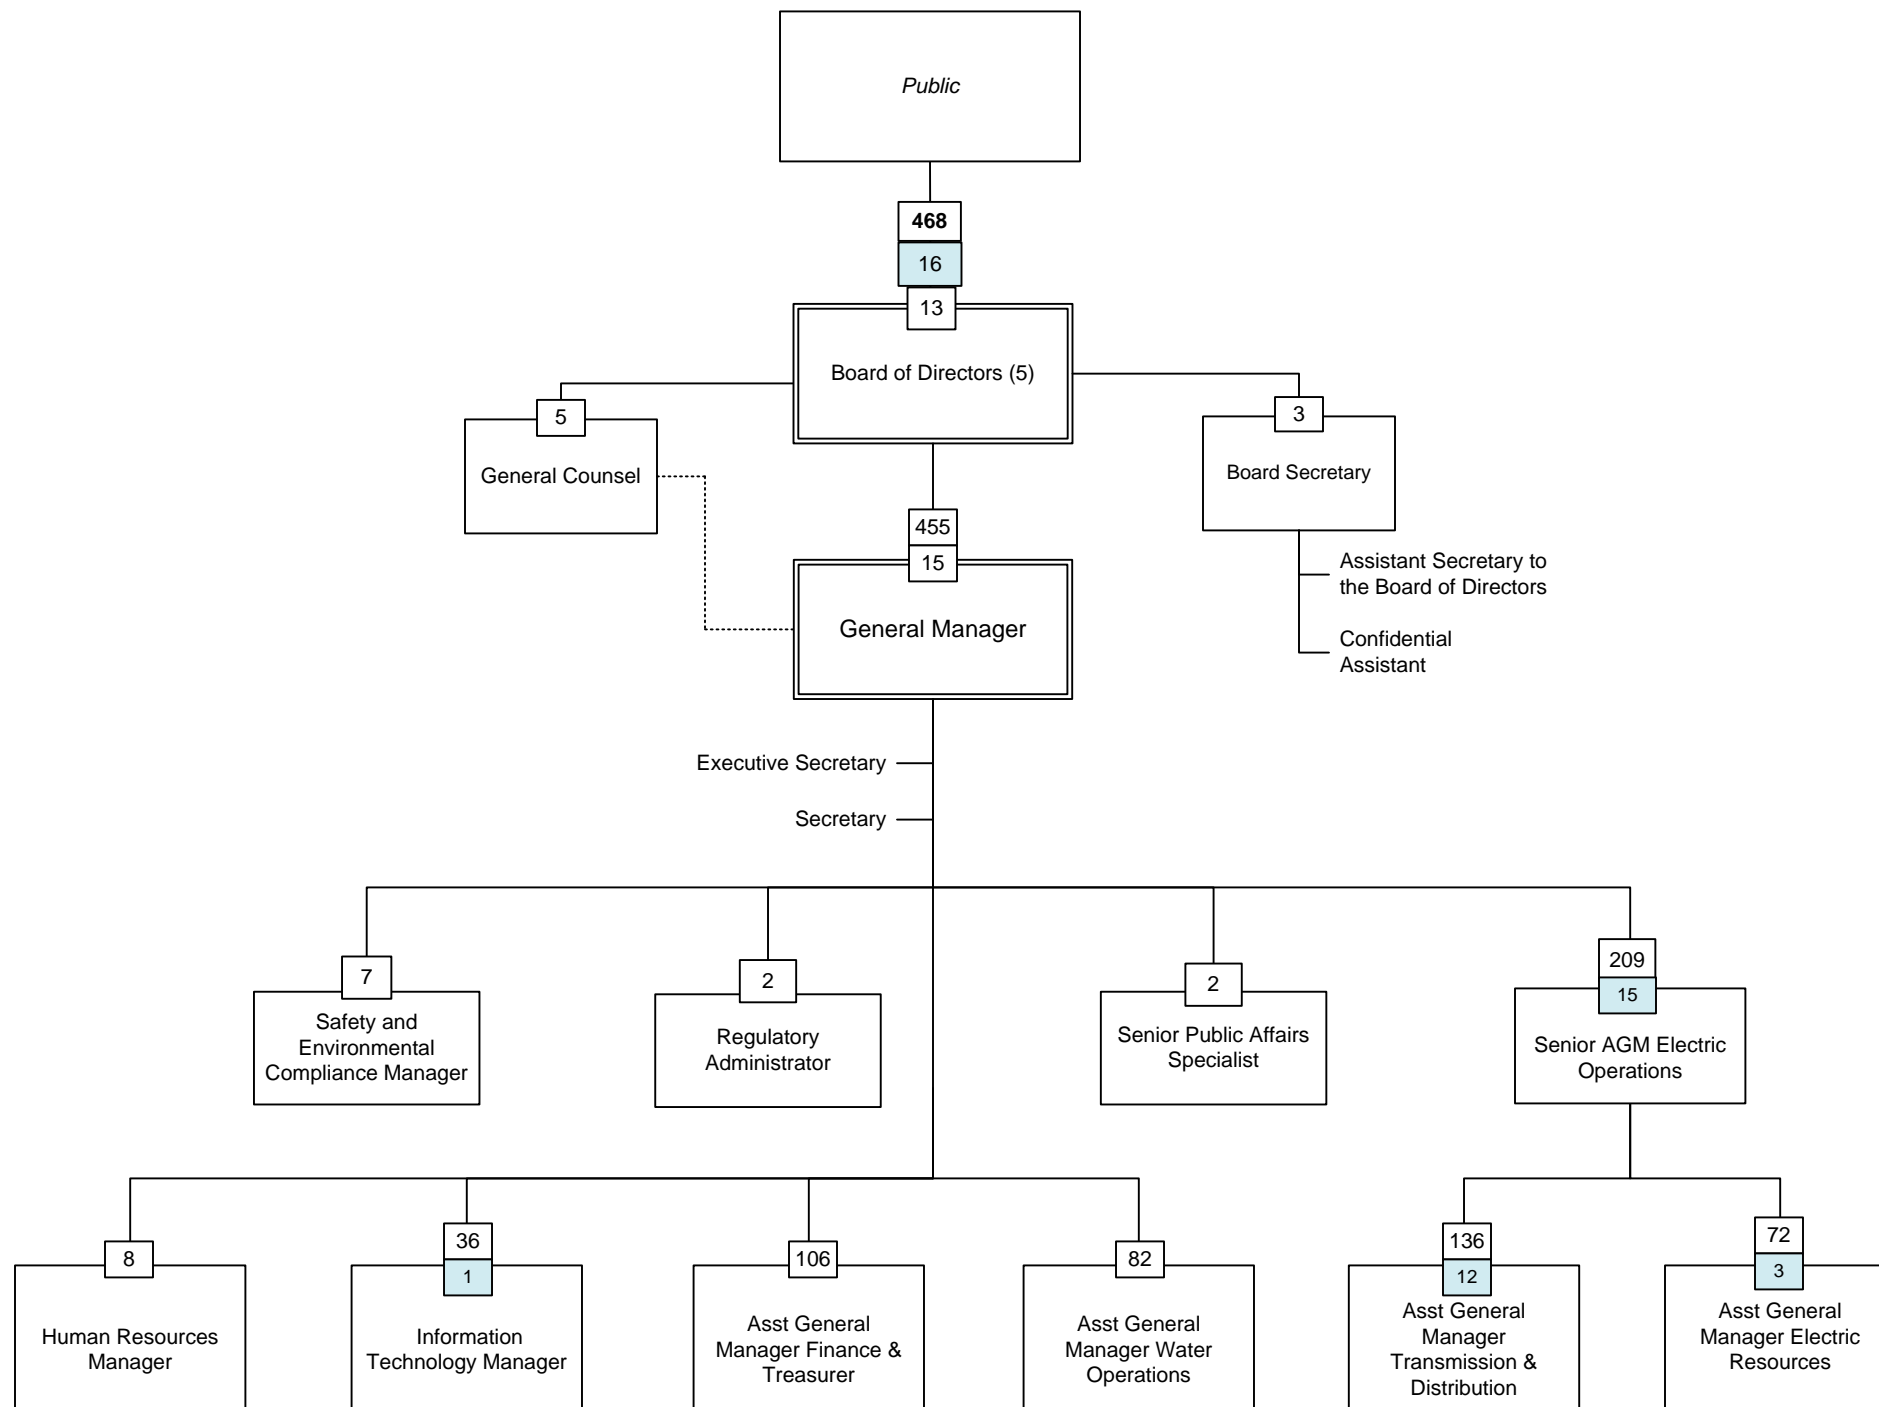 Public
468
16
13
Board of Directors (5)
5
General Counsel
3
Board Secretary
Assistant Secretary to
the Board of Directors
Confidential
Assistant
455
15
General Manager
Executive Secretary
Secretary
7
Safety and
Environmental
Compliance Manager
2
Regulatory
Administrator
2
Senior Public Affairs
Specialist
209
15
Senior AGM Electric
Operations
8
Human Resources
Manager
36
1
Information
Technology Manager
106
Asst General
Manager Finance &
Treasurer
82
Asst General
Manager Water
Operations
136
12
Asst General
Manager
Transmission &
Distribution
72
3
Asst General
Manager Electric
Resources